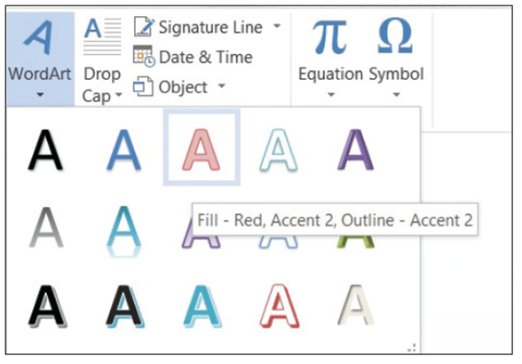 WordArt
Drop
Cap
Signature Line
Date & Time
Object
π
Equation
Ω
Symbol
A A A A A
Fill - Red, Accent 2, Outline - Accent 2
A A A A A
A A A A A